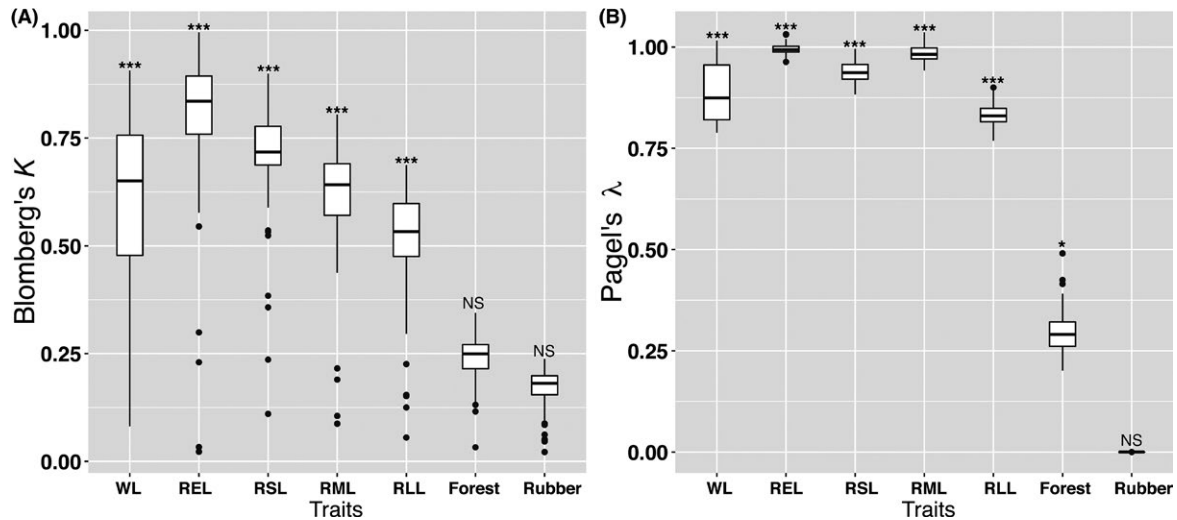 (A)
Blomberg's K
1.00
0.75
0.50
0.25
0.00
***
***
***
***
***
NS
NS
WL REL RSL RML RLL Forest Rubber
Traits
(B)
Pagel's λ
1.00
0.75
0.50
0.25
0.00
***
***
***
***
***
*
NS
WL REL RSL RML RLL Forest Rubber
Traits